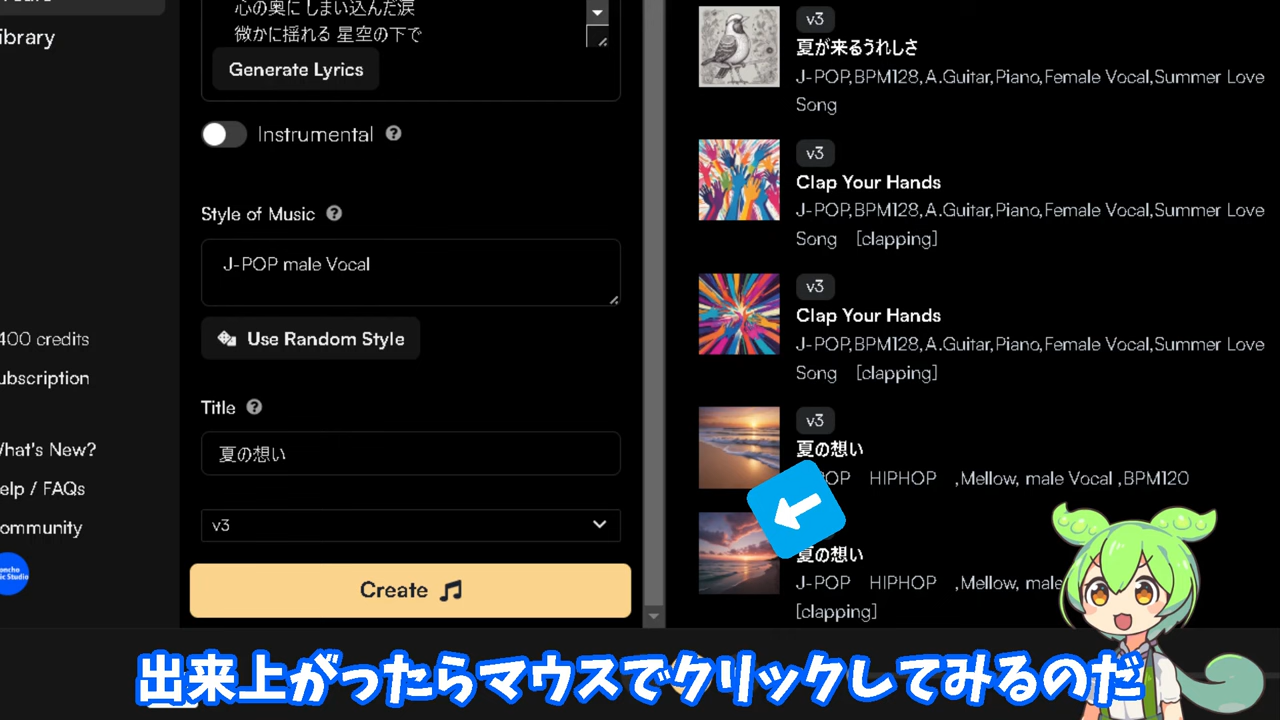 ibrary
400 credits
ubscription
hat's New?
elp / FAQs
ommunity
心の奥に しまい込んだ涙
微かに揺れる 星空の下で
Generate Lyrics
Instrumental
Style of Music
J-POP male Vocal
Use Random Style
Title
夏の想い
v3
Create
v3
夏が来るうれしさ
J-POP,BPM128,A.Guitar,Piano,Female Vocal,Summer Love
Song
v3
Clap Your Hands
J-POP,BPM128,A.Guitar,Piano,Female Vocal,Summer Love
Song [clapping]
v3
Clap Your Hands
J-POP,BPM128,A.Guitar,Piano,Female Vocal,Summer Love
Song [clapping]
v3
夏の想い
POP HIPHOP ,Mellow, male Vocal ,BPM120
夏の想い
J-POP HIPHOP ,Mellow, male
[clapping]
出来上がったらマウスでクリックしてみるのだ